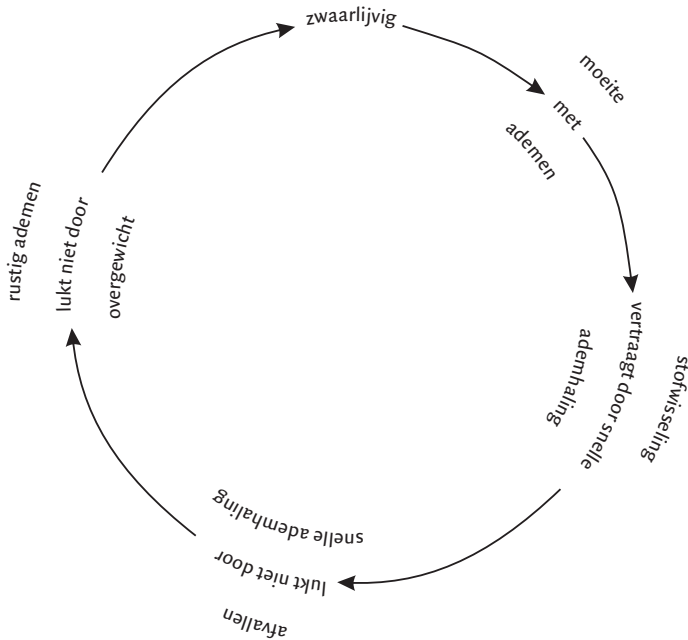 zwaarlijvig
moeite
met
ademen
stofwisseling
vertraagt door snelle
ademhaling
afvallen
lukt niet door
snelle ademhaling
rustig ademen
lukt niet door
overgewicht